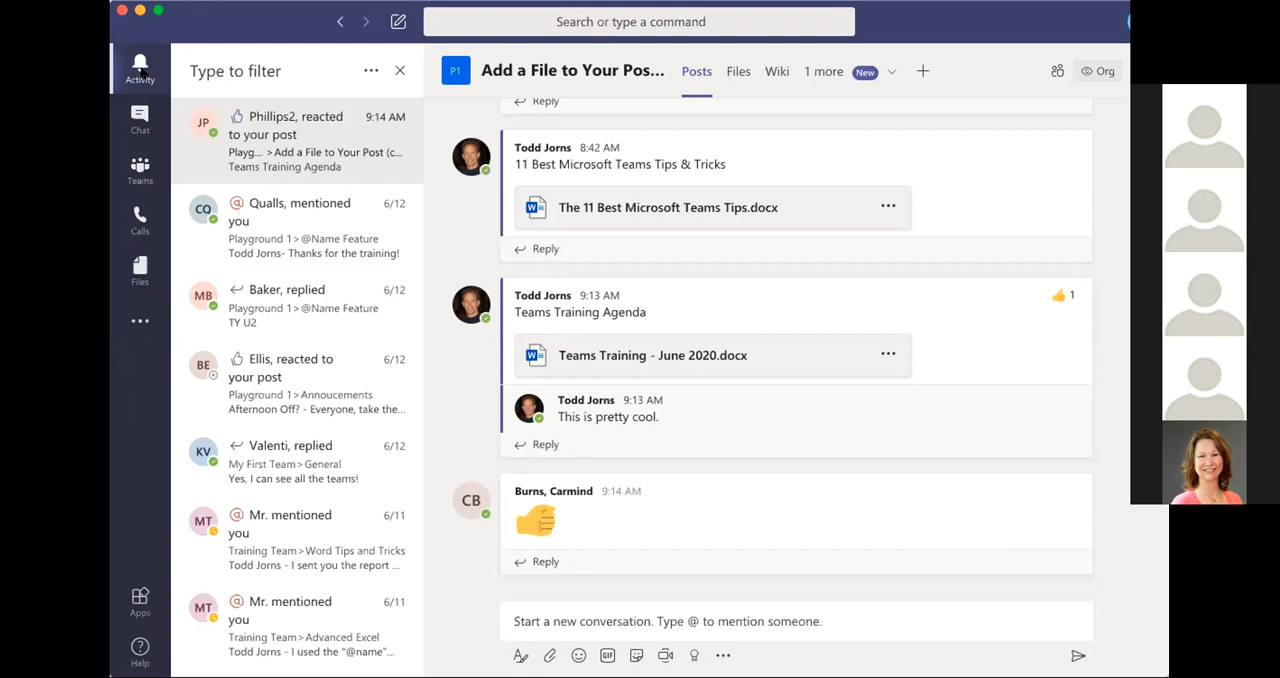 Search or type a command
Activity
Chat
Teams
Calls
Files
Apps
Help
Type to filter
JP
Phillips2, reacted 9:14 AM
to your post
Playg... > Add a File to Your Post (c...
Teams Training Agenda
CQ
Qualls, mentioned 6/12
you
Playground 1 > @Name Feature
Todd Jorns- Thanks for the training!
MB
Baker, replied 6/12
Playground 1 > @Name Feature
TY U2
BE
Ellis, reacted to 6/12
your post
Playground 1 > Annoucements
Afternoon Off? - Everyone, take the...
KV
Valenti, replied 6/12
My First Team > General
Yes, I can see all the teams!
MT
Mr. mentioned 6/11
you
Training Team > Word Tips and Tricks
Todd Jorns - I sent you the report ...
MT
Mr. mentioned 6/11
you
Training Team > Advanced Excel
Todd Jorns - I used the "@name"...
P1 Add a File to Your Pos... Posts Files Wiki 1 more New Org
Reply
Todd Jorns 8:42 AM
11 Best Microsoft Teams Tips & Tricks
The 11 Best Microsoft Teams Tips.docx
Reply
Todd Jorns 9:13 AM 1
Teams Training Agenda
Teams Training - June 2020.docx
Todd Jorns 9:13 AM
This is pretty cool.
Reply
CB
Burns, Carmind 9:14 AM
Reply
Start a new conversation. Type @ to mention someone.
GIF